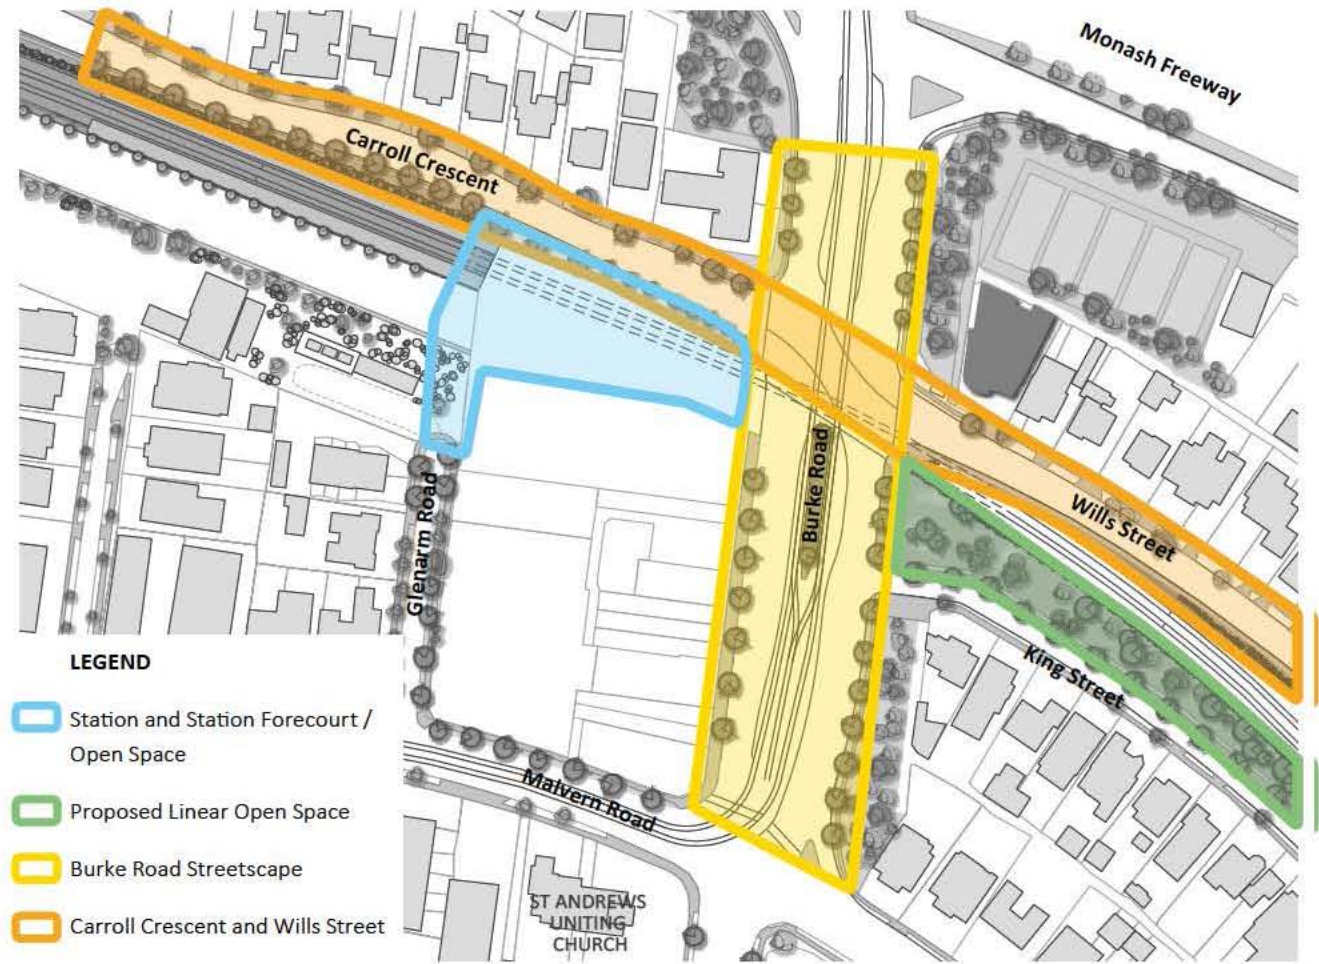 Monash Freeway
Carroll Crescent
Burke Road
Glenarm Road
Wills Street
King Street
Malvern Road
ST ANDREWS
UNITING
CHURCH
LEGEND
Station and Station Forecourt /
Open Space
Proposed Linear Open Space
Burke Road Streetscape
Carroll Crescent and Wills Street